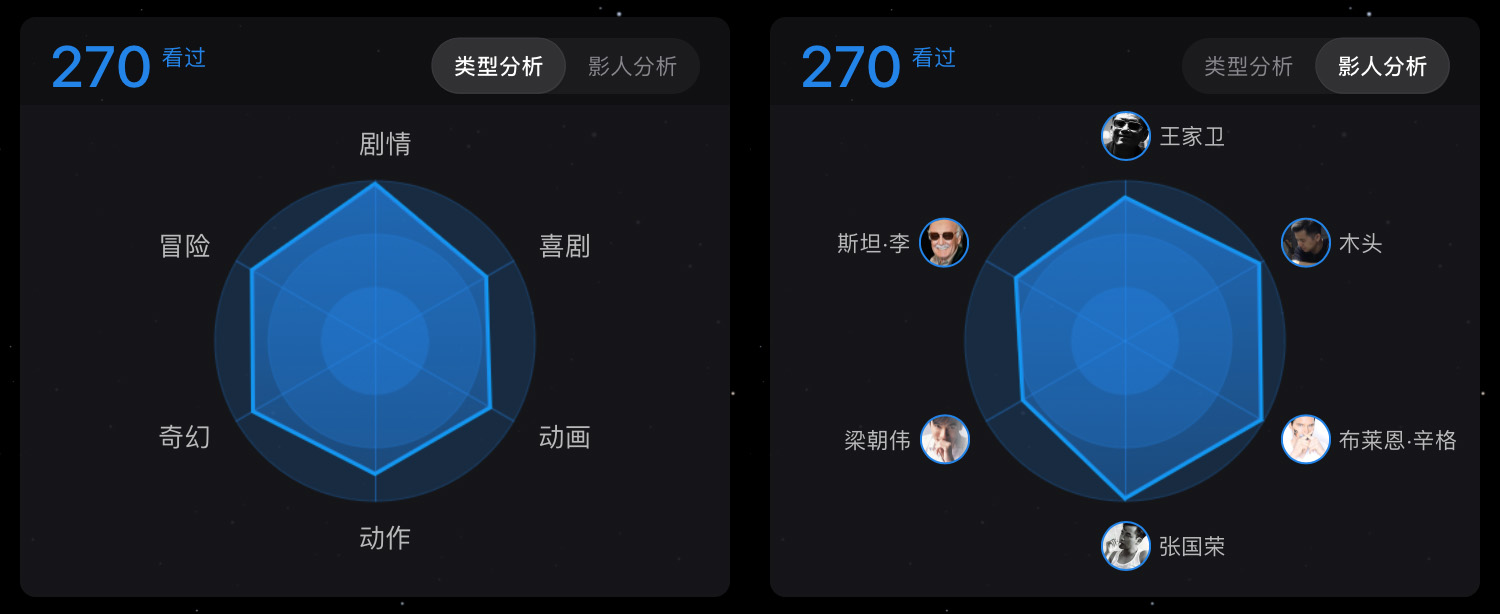 270 看过
类型分析
影人分析
剧情
冒险
喜剧
奇幻
动画
动作
270 看过
类型分析
影人分析
王家卫
斯坦·李
木头
梁朝伟
布莱恩·辛格
张国荣